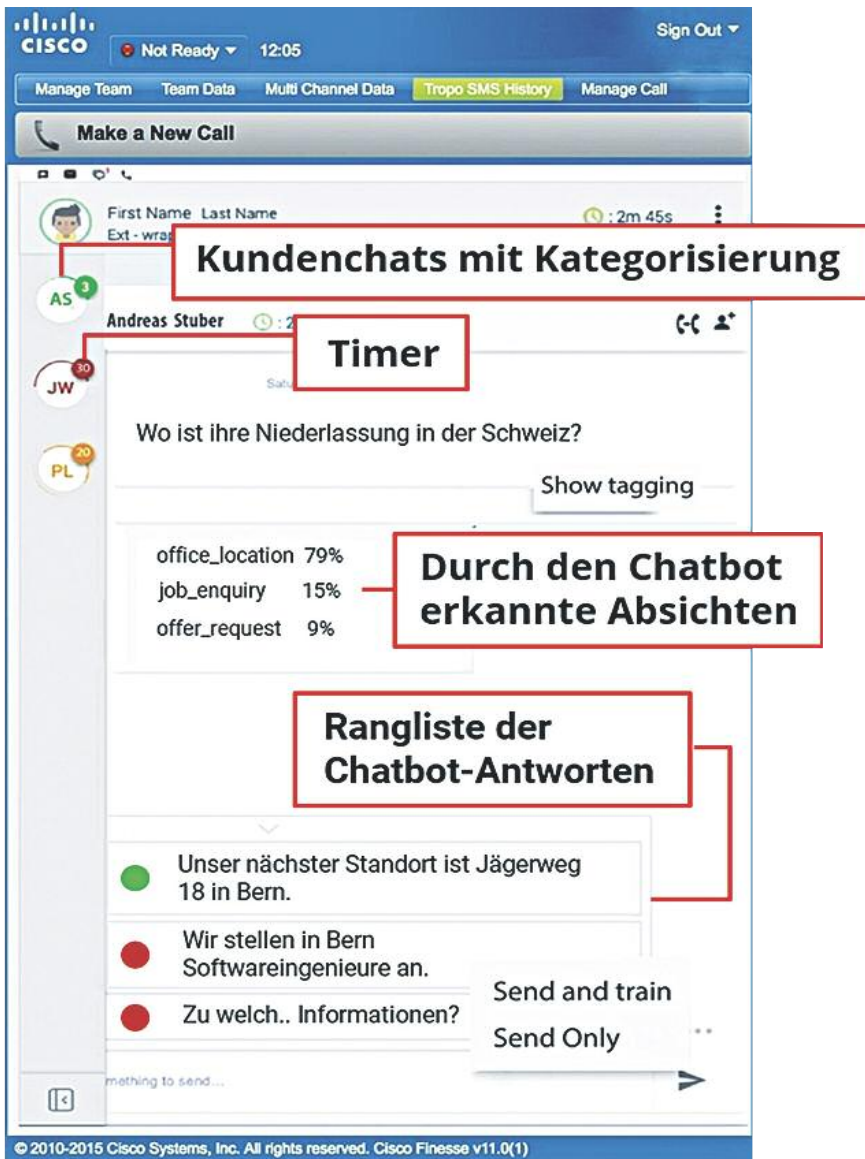 CISCO
Not Ready
12:05
Sign Out
Manage Team
Team Data
Multi Channel Data
Tropo SMS History
Manage Call
Make a New Call
First Name Last Name
: 2m 45s
Ext -
Kundenchats mit Kategorisierung
AS
3
Andreas Stuber
: 2
Timer
JW
30
Wo ist ihre Niederlassung in der Schweiz?
PL
20
Show tagging
office_location 79%
job_enquiry 15%
offer_request 9%
Durch den Chatbot
erkannte Absichten
Rangliste der
Chatbot-Antworten
Unser nächster Standort ist Jägerweg
18 in Bern.
Wir stellen in Bern
Softwareingenieure an.
Zu welch.. Informationen?
Send and train
Send Only
mething to send...
© 2010-2015 Cisco Systems, Inc. All rights reserved. Cisco Finesse v11.0(1)